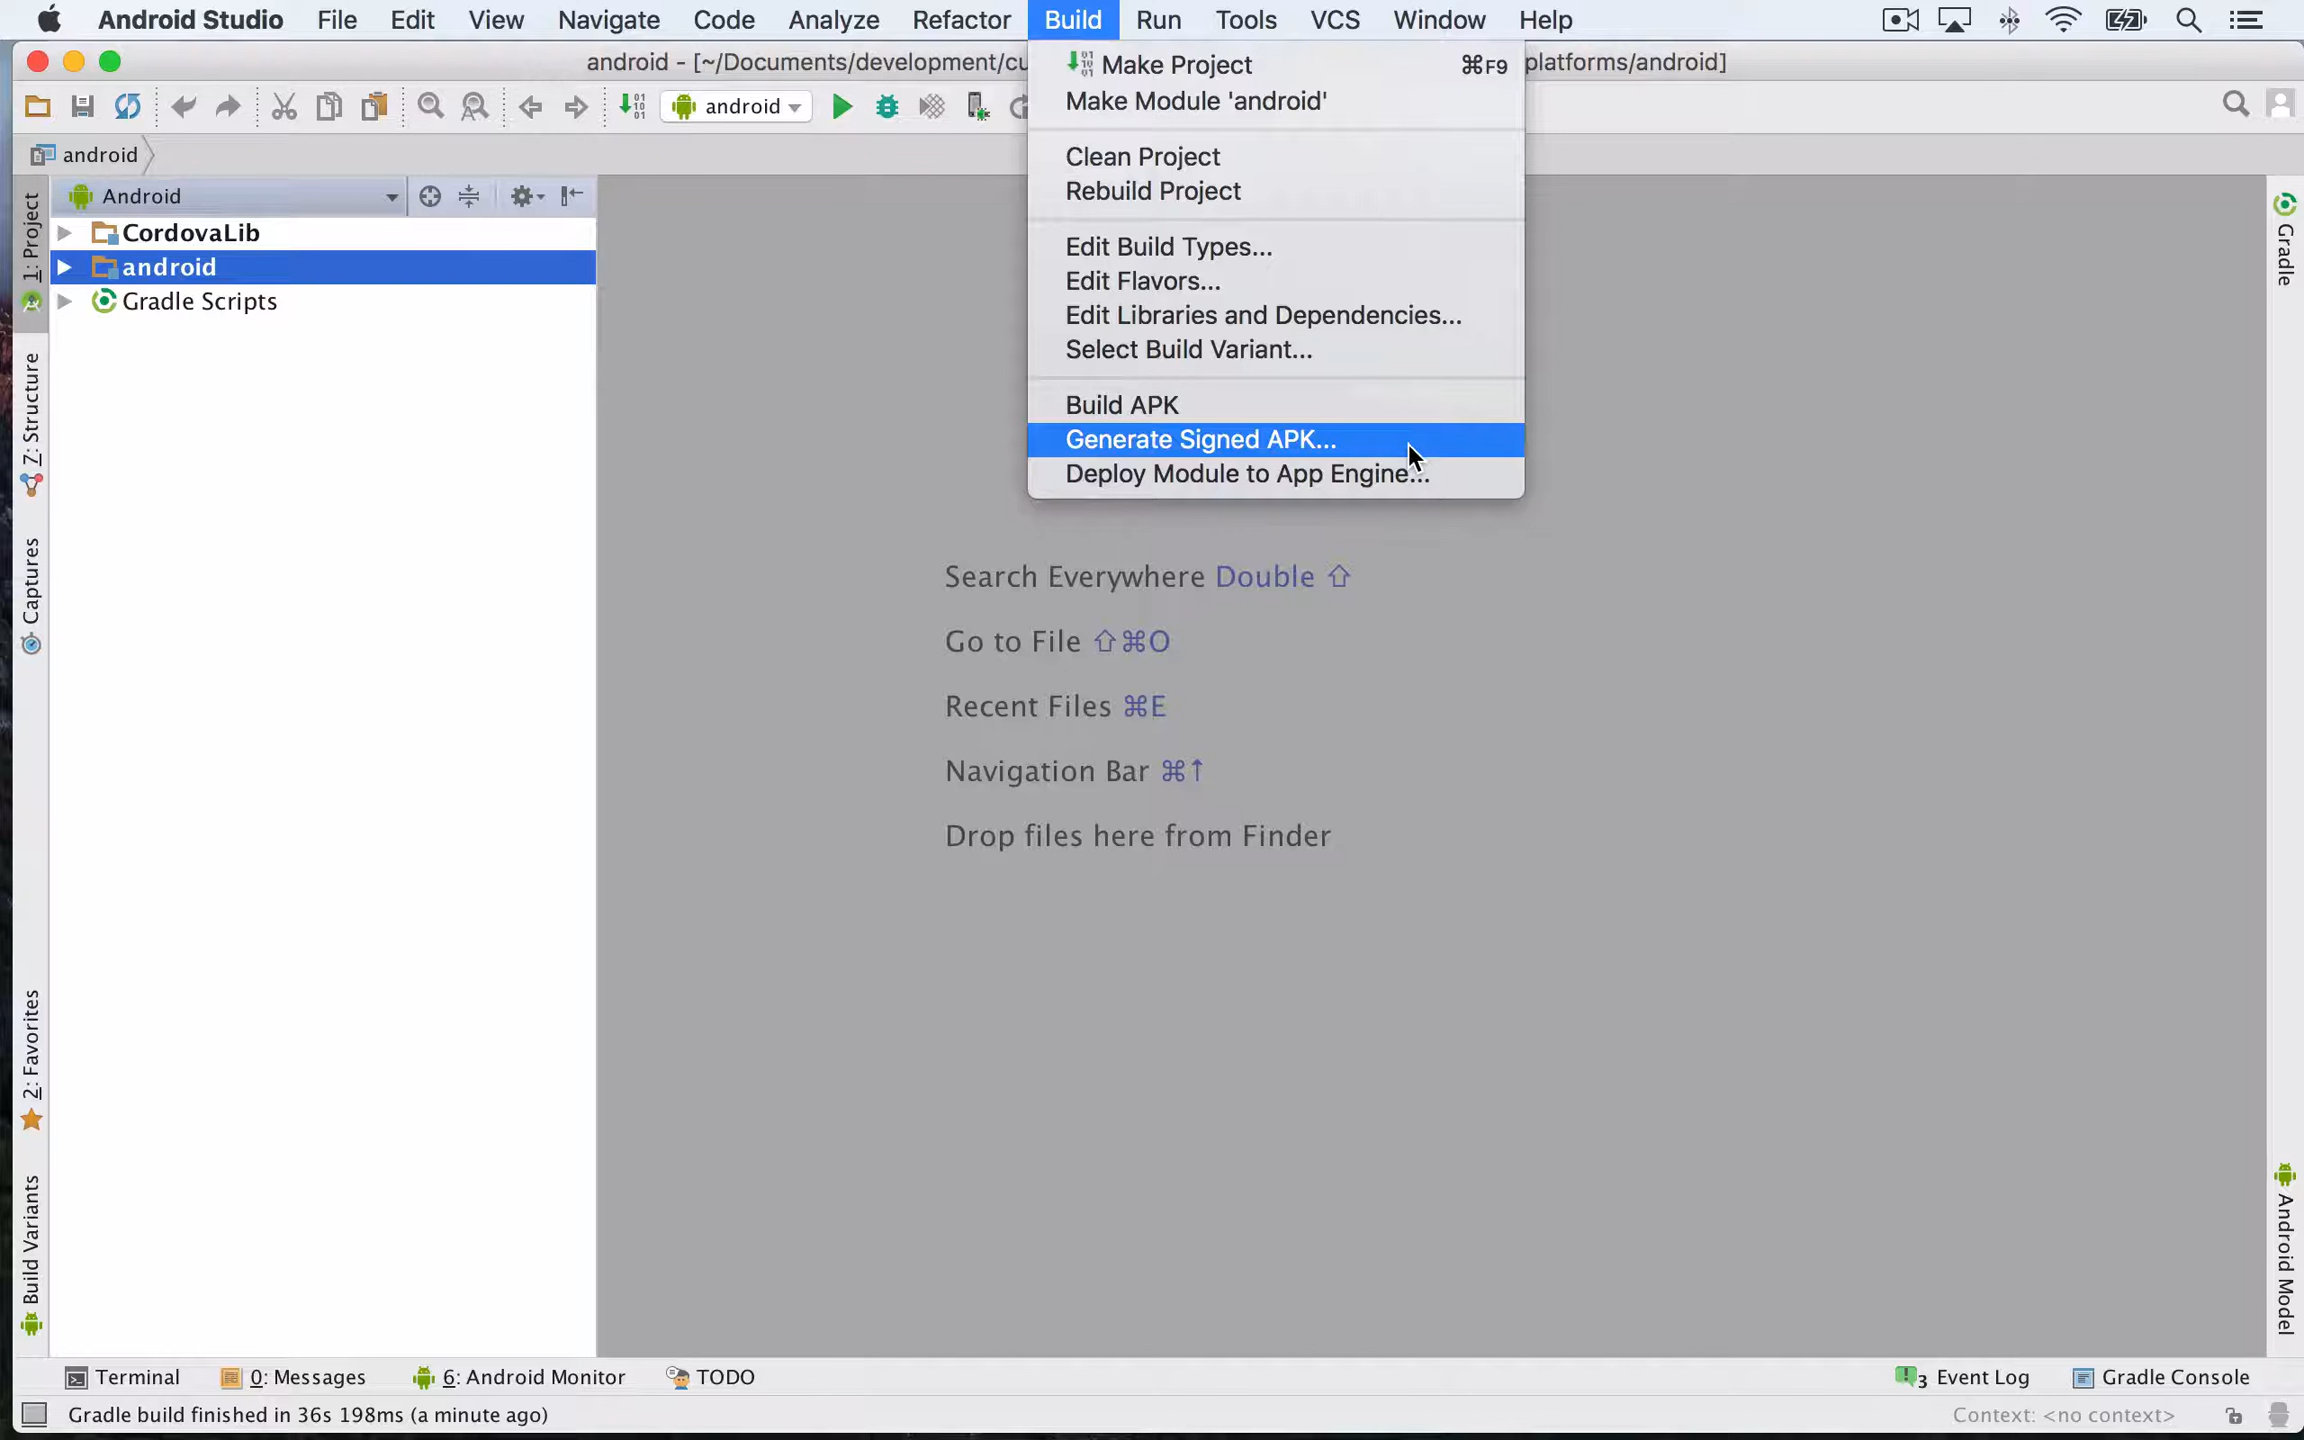 Android Studio File Edit View Navigate Code Analyze Refactor Build Run Tools VCS Window Help
android - [~/Documents/development/cu
platforms/android]
android
android
Make Project ⌘F9
Make Module 'android'
Clean Project
Rebuild Project
Edit Build Types...
Edit Flavors...
Edit Libraries and Dependencies...
Select Build Variant...
Build APK
Generate Signed APK...
Deploy Module to App Engine...
1: Project
7: Structure
Captures
2: Favorites
Build Variants
Android
CordovaLib
android
Gradle Scripts
Search Everywhere Double ⇧
Go to File ⇧⌘O
Recent Files ⌘E
Navigation Bar ⌘↑
Drop files here from Finder
Gradle
Android Model
Terminal 0: Messages 6: Android Monitor TODO 3 Event Log Gradle Console
Gradle build finished in 36s 198ms (a minute ago) Context: <no context>